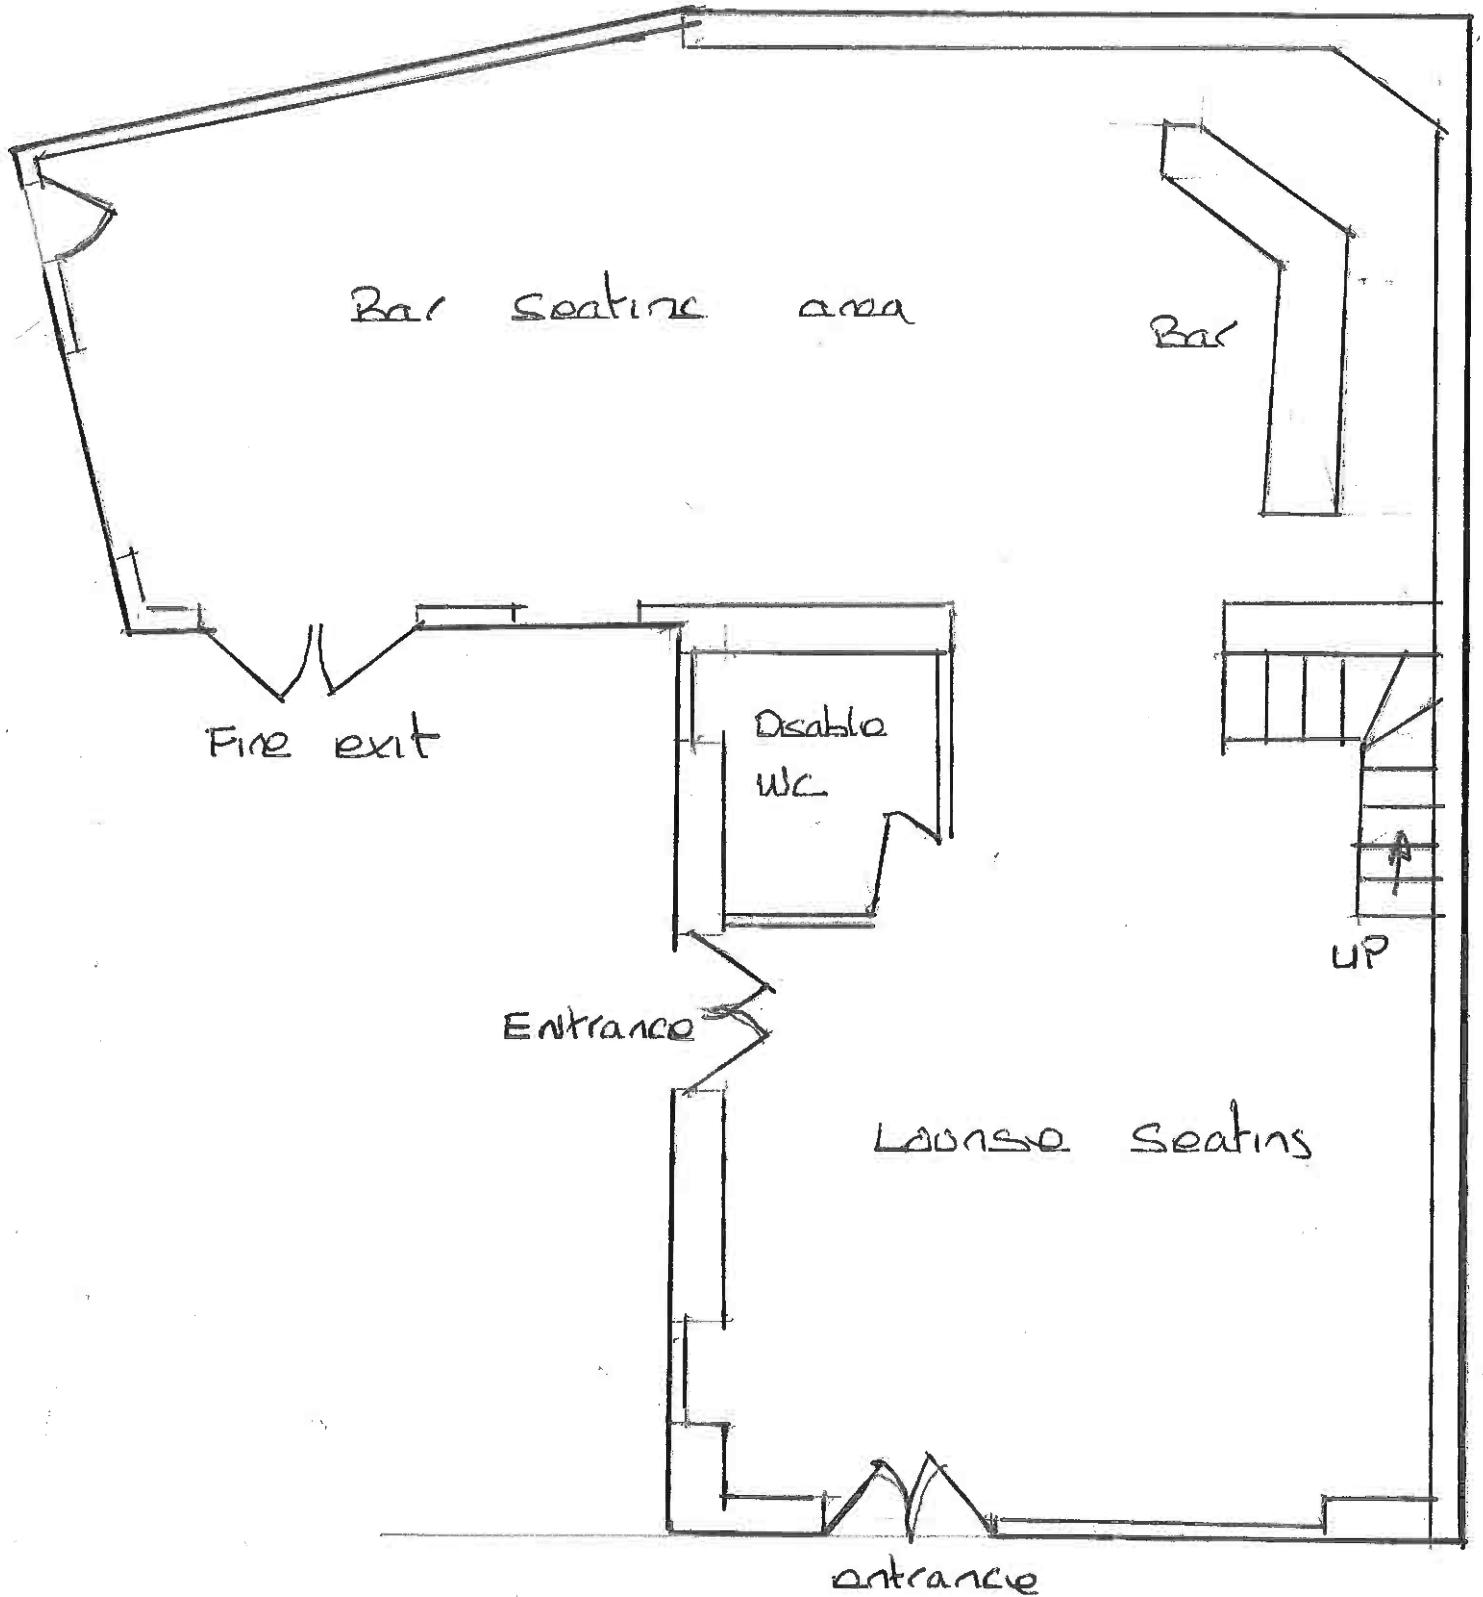 Bar Seating area
Bar
Fire exit
Disable
WC
UP
Entrance
Lounge Seating
entrance